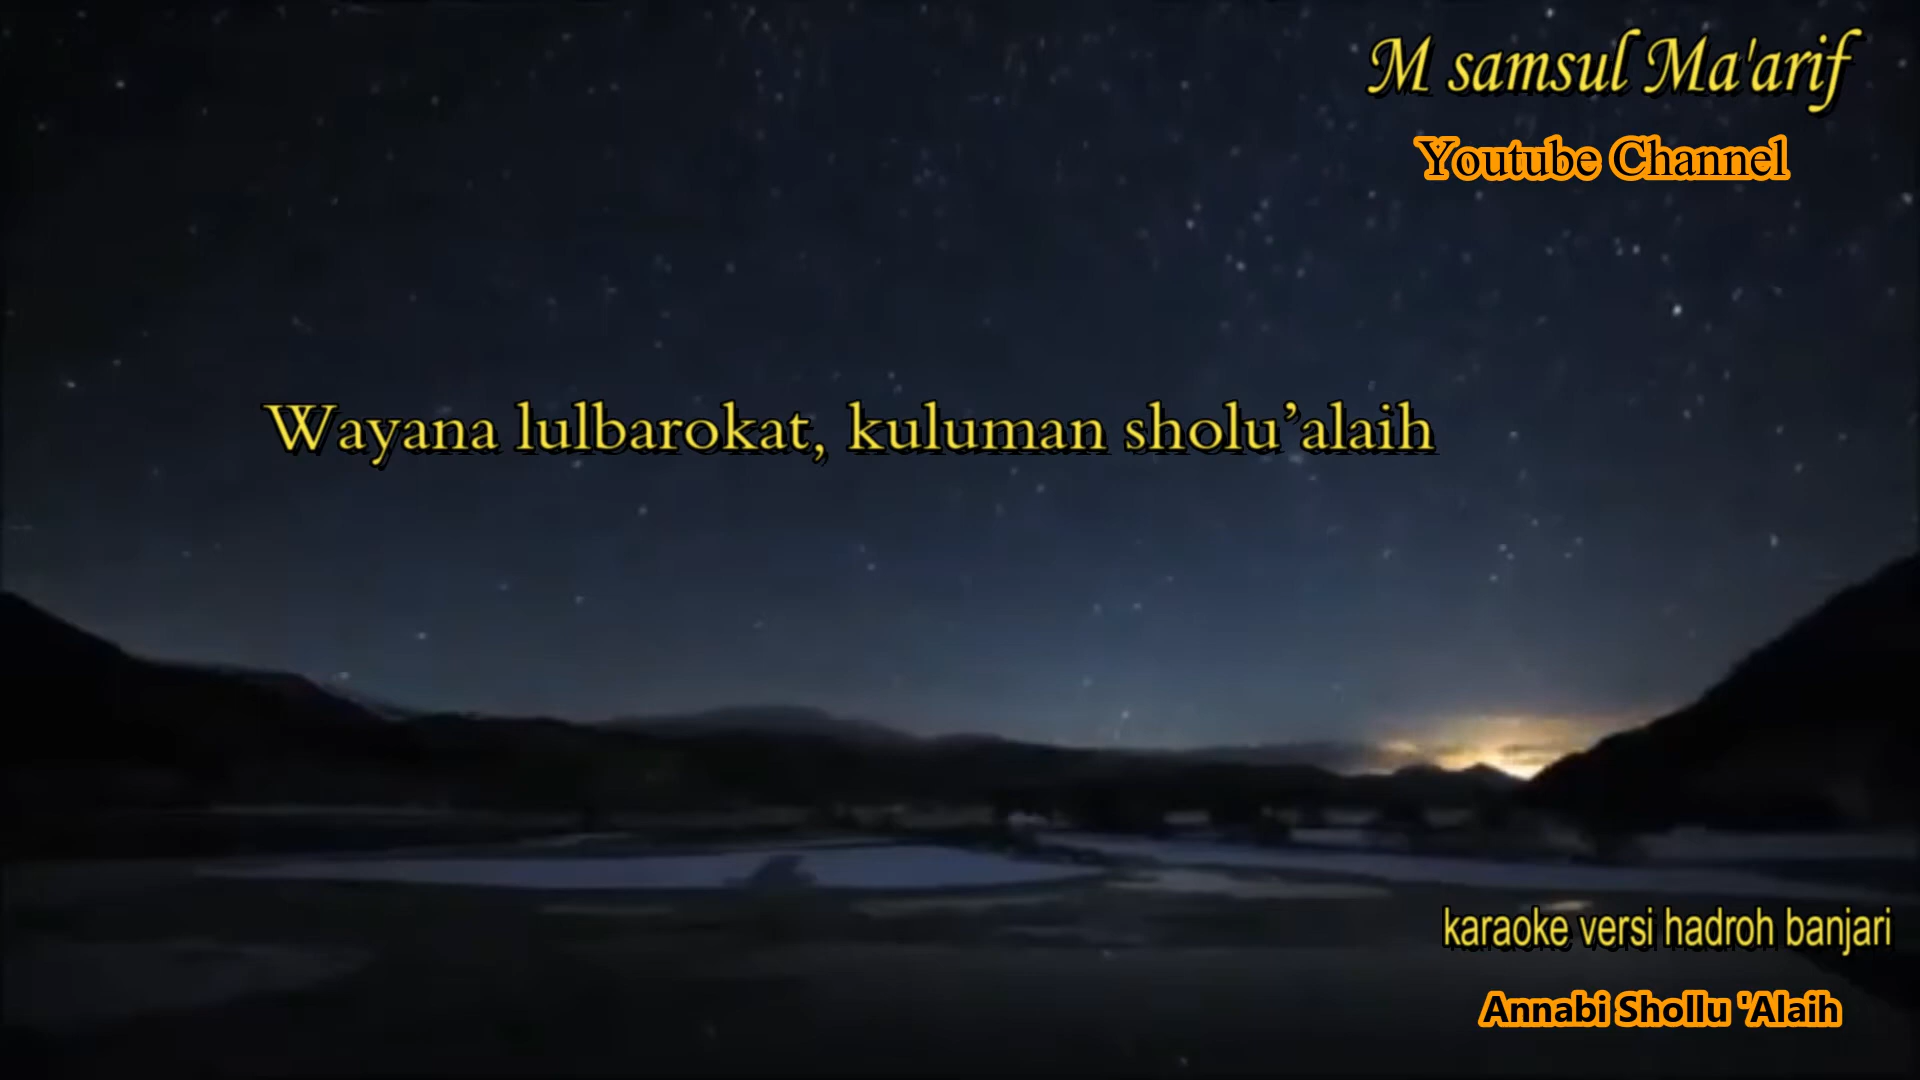 M samsul Ma'arif
Youtube Channel
Wayana lulbarokat, kuluman sholu’alaih
karaoke versi hadroh banjari
Annabi Shollu 'Alaih